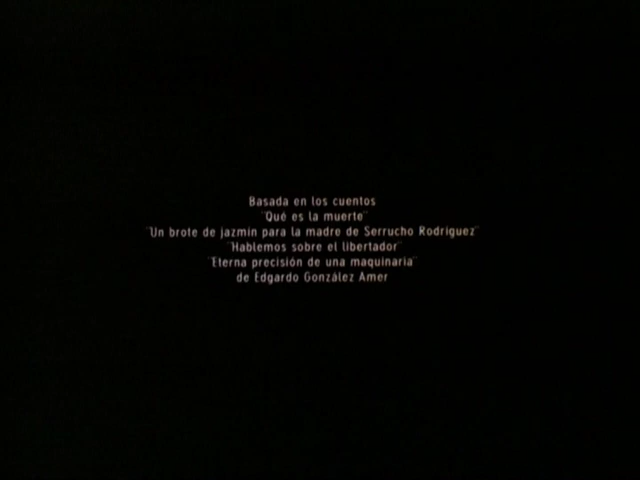 Basada en los cuentos
"Qué es la muerte"
"Un brote de jazmín para la madre de Serrucho Rodríguez"
"Hablemos sobre el libertador"
"Eterna precisión de una maquinaria"
de Edgardo González Amer